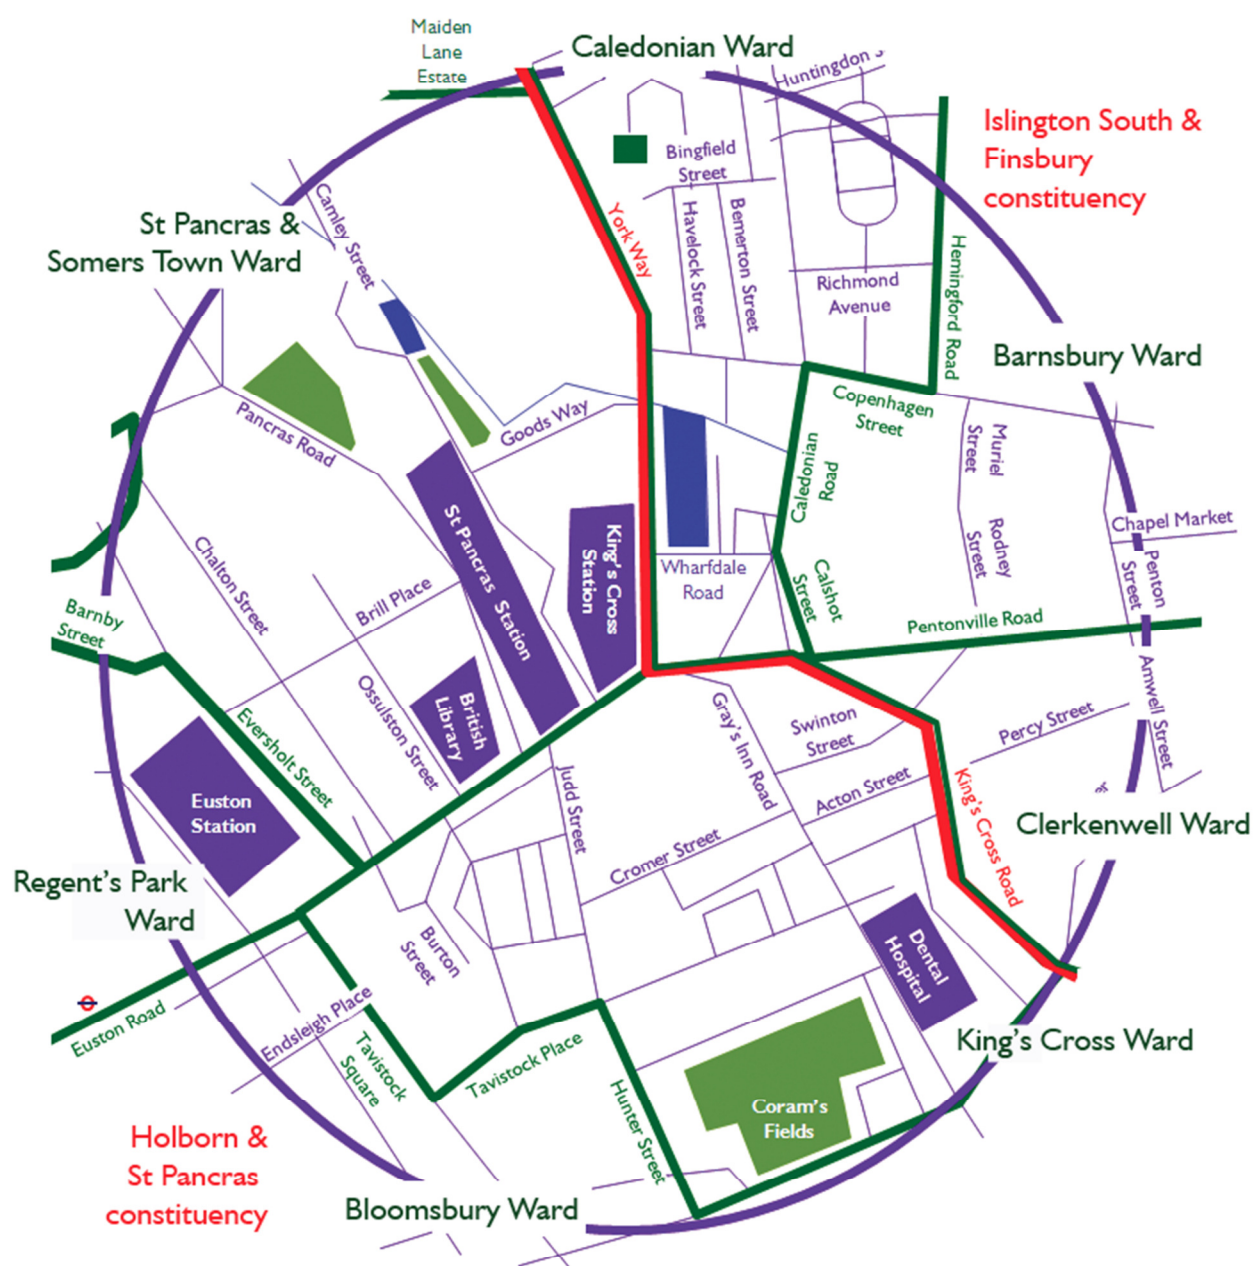 Maiden
Lane
Estate
Caledonian Ward
Huntingdon S
Islington South &
Finsbury
constituency
Bingfield
Street
Camley Street
York Way
Havelock Street
Bemerton Street
St Pancras &
Somers Town Ward
Hemingford Road
Richmond
Avenue
Barnsbury Ward
Pancras Road
Goods Way
Copenhagen
Street
Caledonian
Road
Muriel
Street
St Pancras Station
King's Cross
Station
Chapel Market
Rodney
Street
Penton
Street
Chalton Street
Brill Place
Wharfdale
Road
Calshot
Street
Barnby
Street
Pentonville Road
Ossulston Street
British
Library
Amwell Street
Eversholt Street
Gray's Inn Road
Swinton
Street
Percy Street
Euston
Station
Judd Street
Acton Street
King's Cross Road
Clerkenwell Ward
Cromer Street
Regent's Park
Ward
Burton
Street
Dental
Hospital
Euston Road
Endsleigh Place
Tavistock
Square
Tavistock Place
King's Cross Ward
Hunter Street
Coram's
Fields
Holborn &
St Pancras
constituency
Bloomsbury Ward